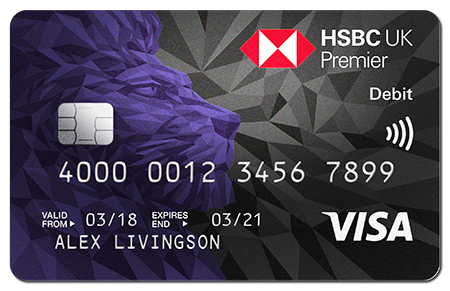 HSBC UK
Premier
Debit
4000 0012 3456 7899
VALID FROM 03/18 EXPIRES END 03/21
ALEX LIVINGSON
VISA